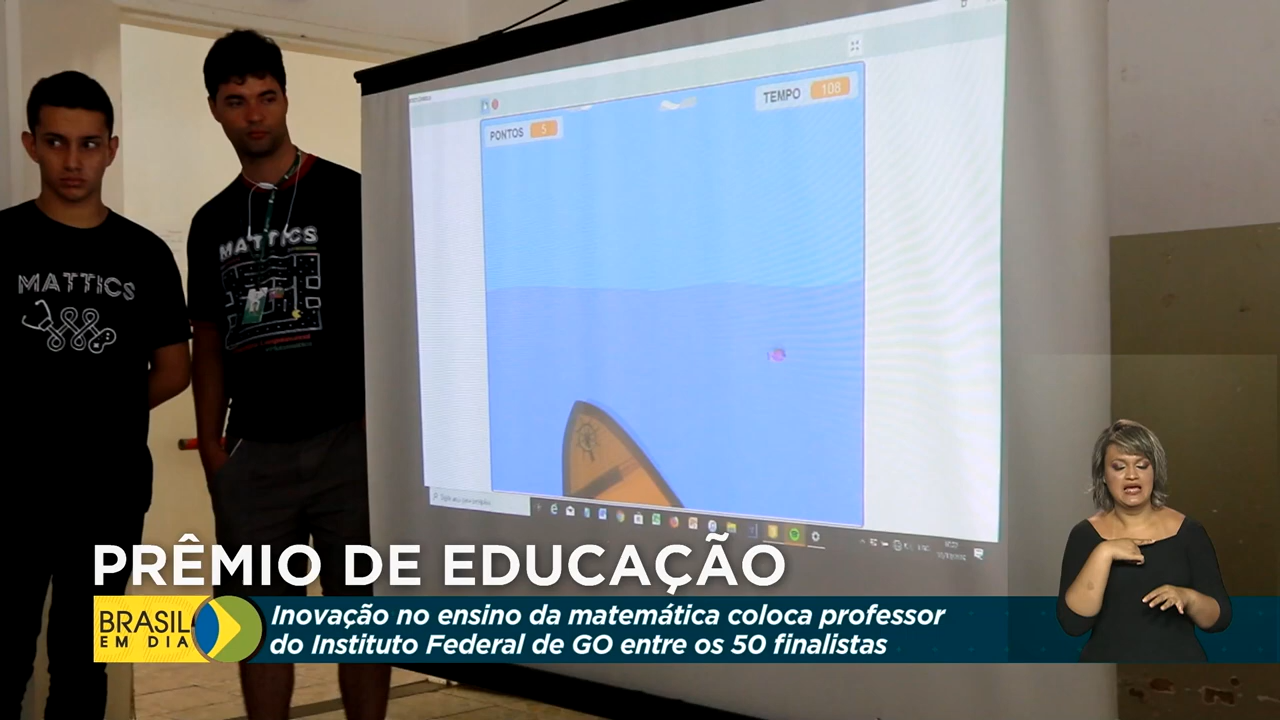 MATTICS
MATTICS
PONTOS 5
TEMPO 108
PRÊMIO DE EDUCAÇÃO
BRASIL
EM DIA
Inovação no ensino da matemática coloca professor
do Instituto Federal de GO entre os 50 finalistas